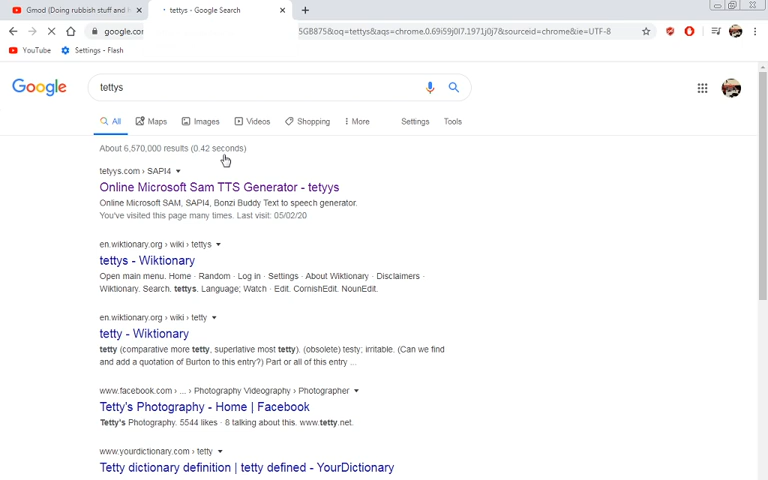 Gmod (Doing rubbish stuff and
tettys - Google Search
google.con
5GB875&oq=tettys&aqs=chrome.0.69i59j0l7.1971j0j7&sourceid=chrome&ie=UTF-8
YouTube
Settings - Flash
Google
tettys
All
Maps
Images
Videos
Shopping
More
Settings
Tools
About 6,570,000 results (0.42 seconds)
tetyys.com › SAPI4
Online Microsoft Sam TTS Generator - tetyys
Online Microsoft SAM, SAPI4, Bonzi Buddy Text to speech generator.
You've visited this page many times. Last visit: 05/02/20
en.wiktionary.org › wiki › tettys
tettys - Wiktionary
Open main menu. Home · Random · Log in · Settings · About Wiktionary · Disclaimers ·
Wiktionary. Search. tettys. Language; Watch · Edit. CornishEdit. NounEdit.
en.wiktionary.org › wiki › tetty
tetty - Wiktionary
tetty (comparative more tetty, superlative most tetty). (obsolete) testy; irritable. (Can we find
and add a quotation of Burton to this entry?) Part or all of this entry ...
www.facebook.com › ... › Photography Videography › Photographer
Tetty's Photography - Home | Facebook
Tetty's Photography. 5544 likes · 8 talking about this. www.tetty.net.
www.yourdictionary.com › tetty
Tetty dictionary definition | tetty defined - YourDictionary